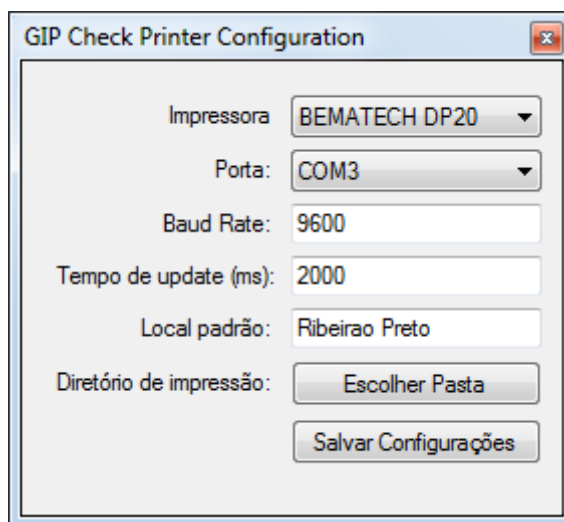 GIP Check Printer Configuration
Impressora BEMATECH DP20
Porta: COM3
Baud Rate: 9600
Tempo de update (ms): 2000
Local padrão: Ribeirao Preto
Diretório de impressão: Escolher Pasta
Salvar Configurações